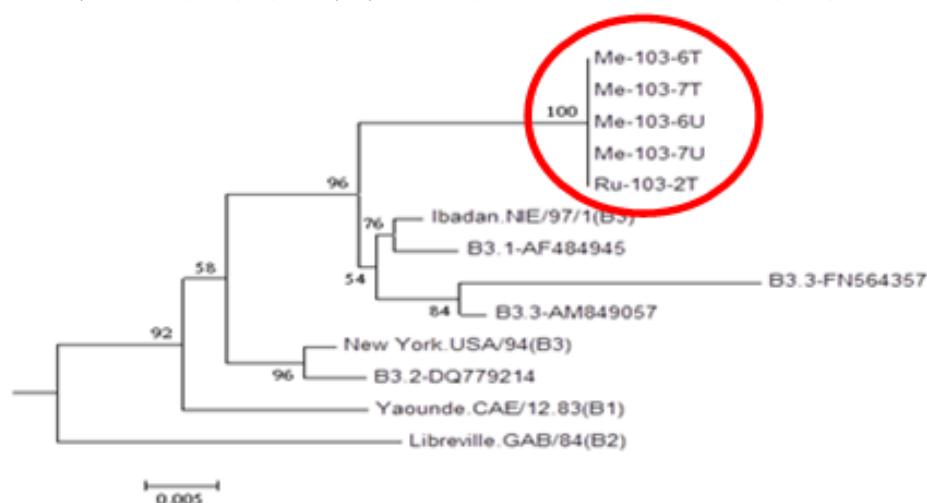 Me-103-6T
Me-103-7T
100
Me-103-6U
Me-103-7U
96
Ru-103-2T
76
Ibadan.NIE/97/1(B3)
B3.1-AF484945
58
54
B3.3-FN564357
84
B3.3-AM849057
92
New York.USA/94(B3)
96
B3.2-DQ779214
Yaounde.CAE/12.83(B1)
Libreville.GAB/84(B2)
0.005